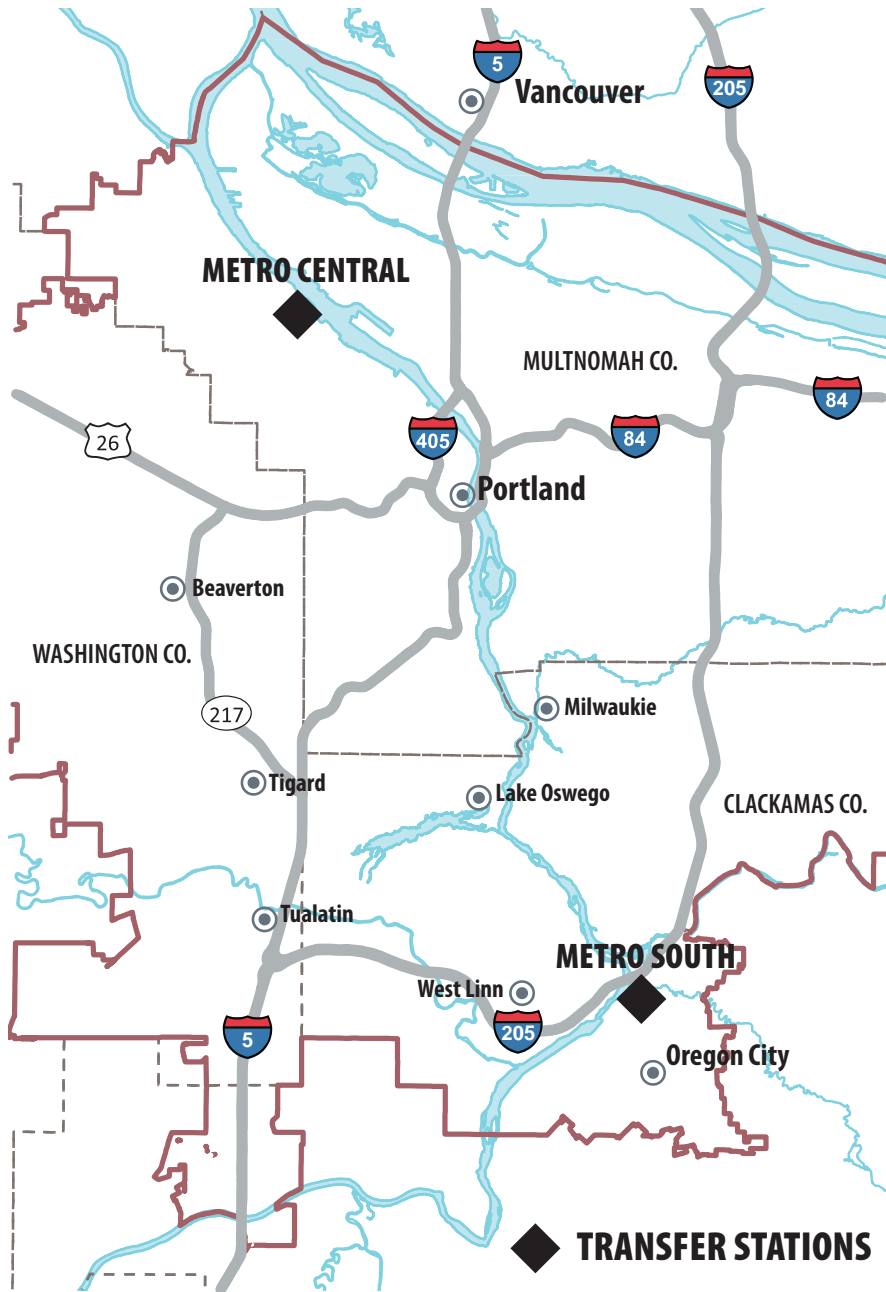 5
Vancouver
205
METRO CENTRAL
MULTNOMAH CO.
84
26
405
84
Portland
Beaverton
WASHINGTON CO.
217
Milwaukie
Tigard
Lake Oswego
CLACKAMAS CO.
Tualatin
METRO SOUTH
West Linn
205
5
Oregon City
TRANSFER STATIONS